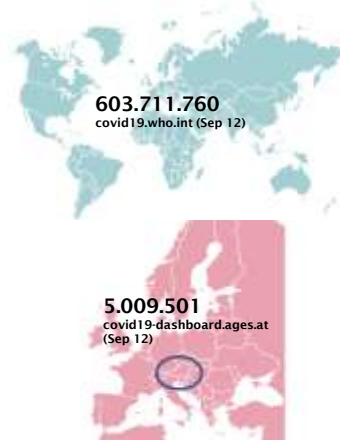 603.711.760
covid19.who.int (Sep 12)
5.009.501
covid19-dashboard.ages.at
(Sep 12)